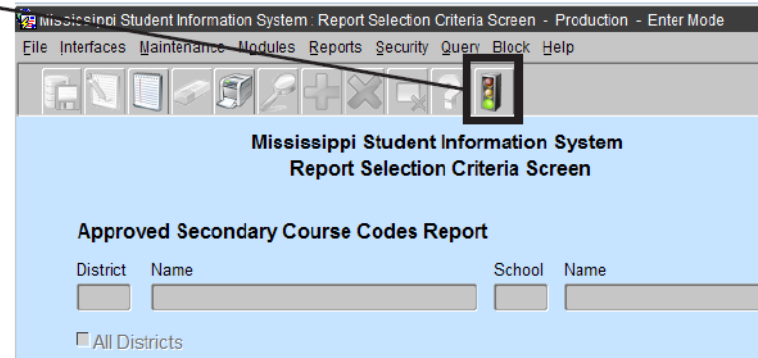 Mississippi Student Information System : Report Selection Criteria Screen - Production - Enter Mode
File Interfaces Maintenance Modules Reports Security Query Block Help
Mississippi Student Information System
Report Selection Criteria Screen
Approved Secondary Course Codes Report
District Name School Name
All Districts